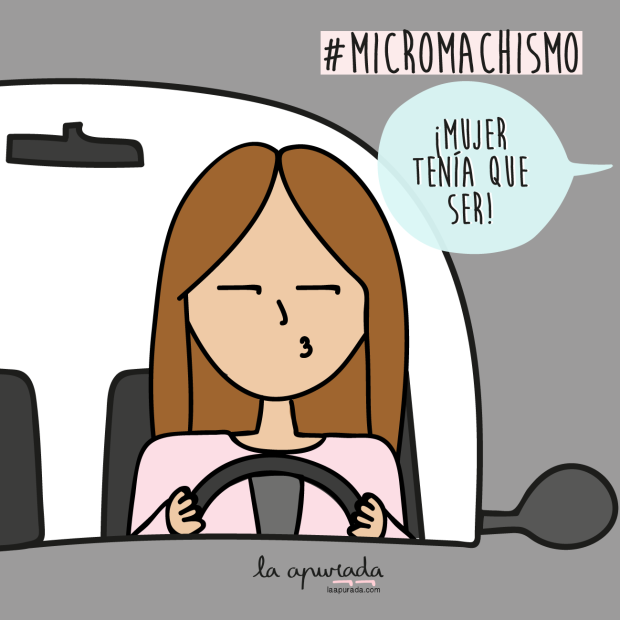 #MICROMACHISMO
¡MUJER
TENÍA QUE
SER!
la apurada
laapurada.com